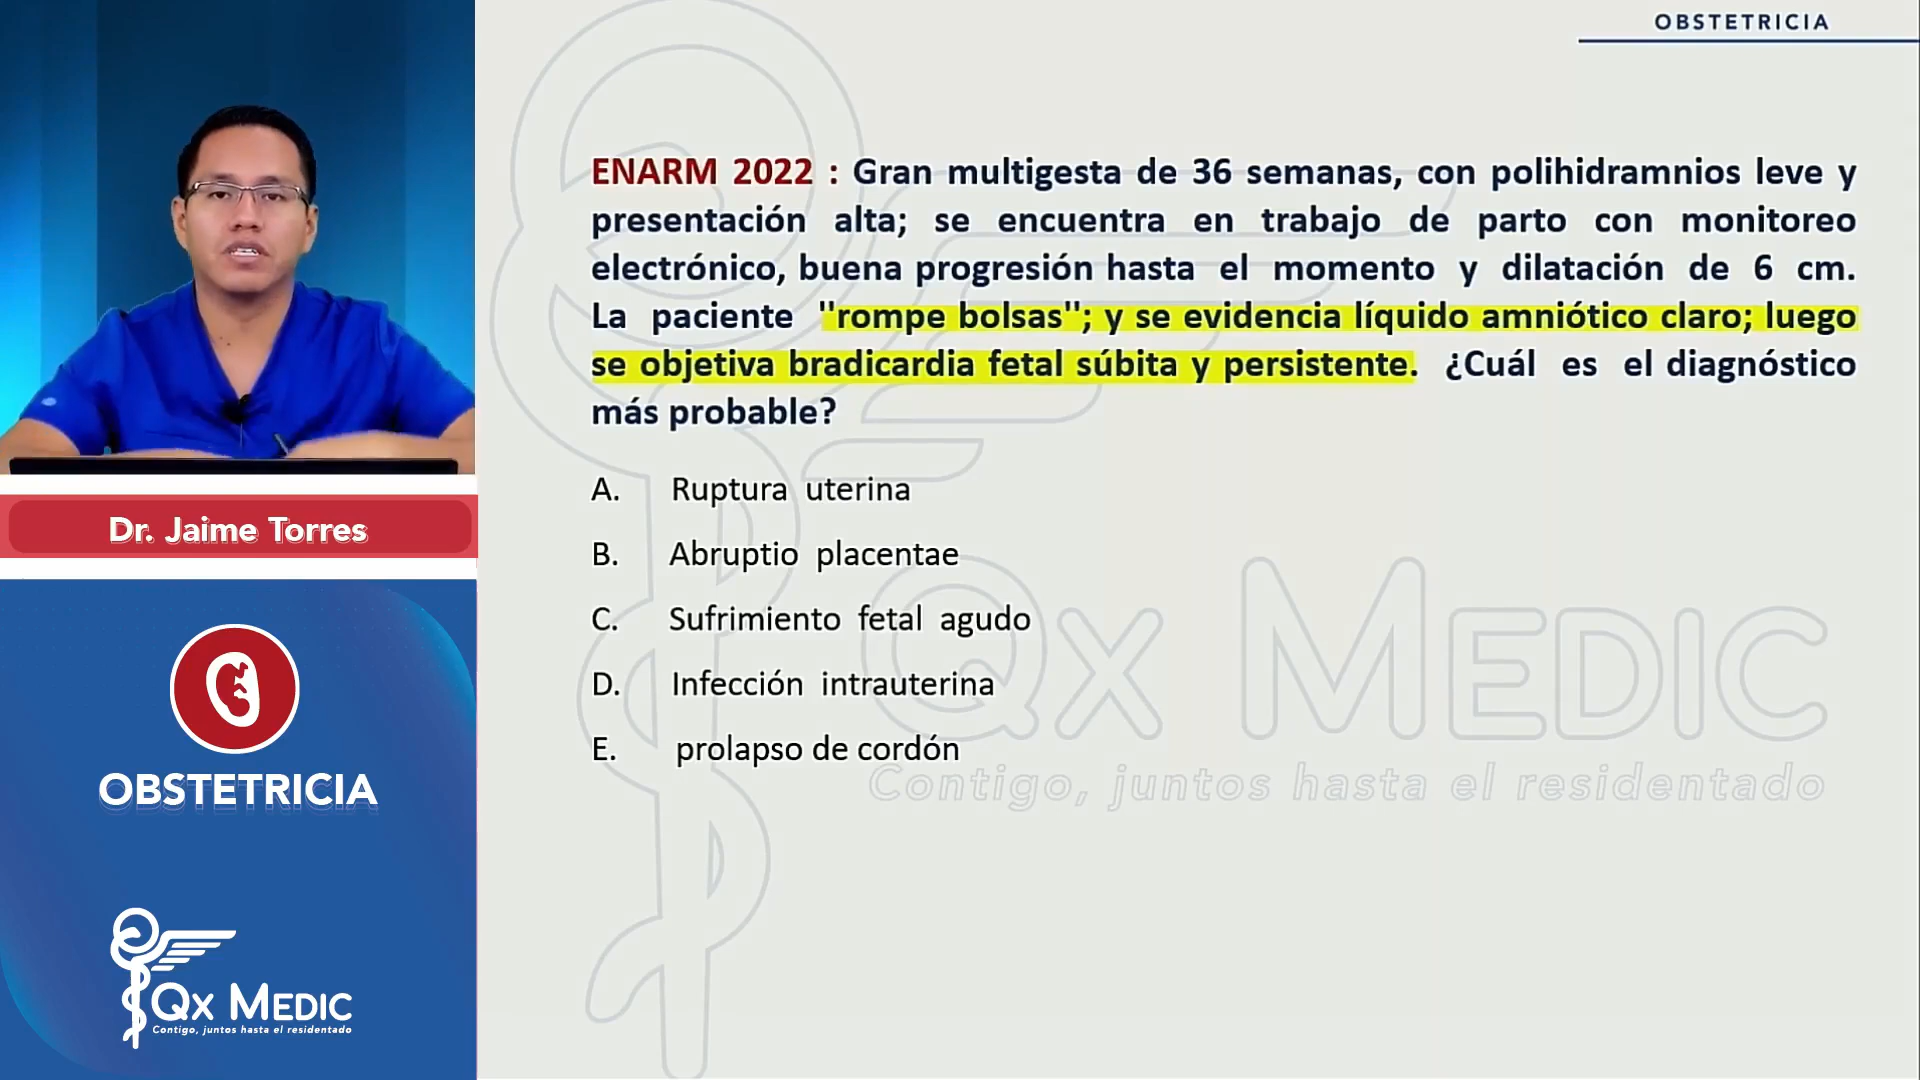 OBSTETRICIA
ENARM 2022 : Gran multigesta de 36 semanas, con polihidramnios leve y
presentación alta; se encuentra en trabajo de parto con monitoreo
electrónico, buena progresión hasta el momento y dilatación de 6 cm.
La paciente "rompe bolsas"; y se evidencia líquido amniótico claro; luego
se objetiva bradicardia fetal súbita y persistente. ¿Cuál es el diagnóstico
más probable?
A. Ruptura uterina
B. Abruptio placentae
C. Sufrimiento fetal agudo
D. Infección intrauterina
E. prolapso de cordón
Qx MEDIC
Contigo, juntos hasta el residentado
Dr. Jaime Torres
OBSTETRICIA
Qx MEDIC
Contigo, juntos hasta el residentado